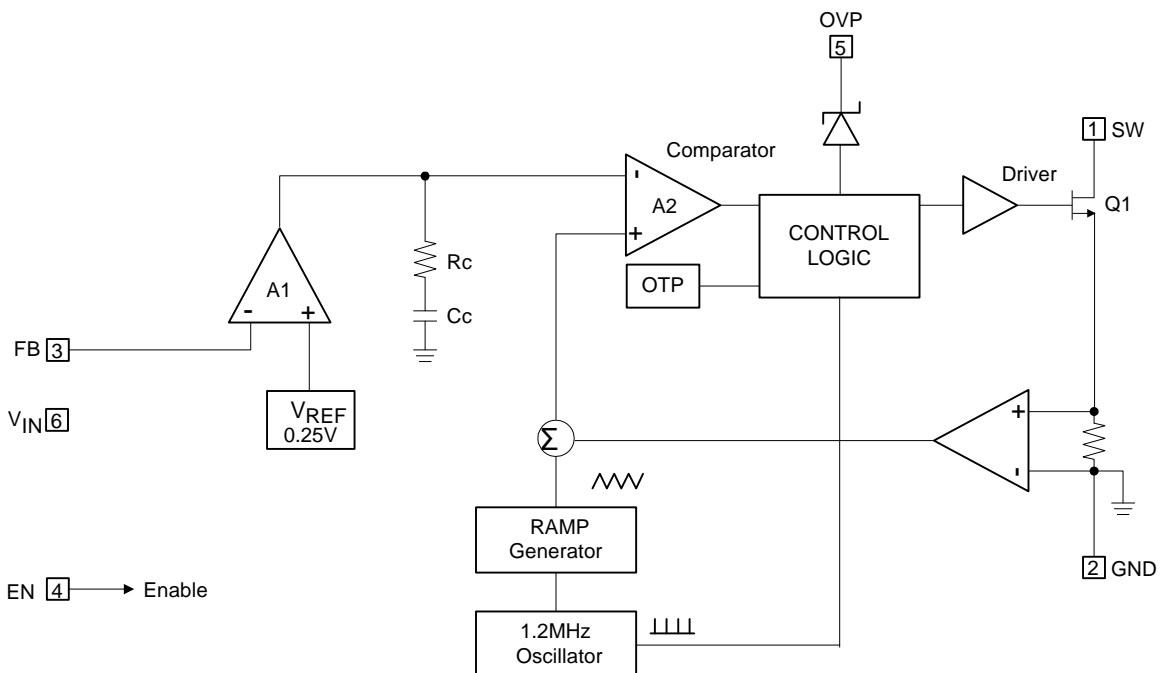 OVP
5
1 SW
Comparator
Driver
-
A2
+
Q1
CONTROL
LOGIC
Rc
OTP
A1
Cc
- +
FB 3
VREF
0.25V
VIN 6
+
Σ
-
RAMP
Generator
2 GND
EN 4 Enable
1.2MHz
Oscillator